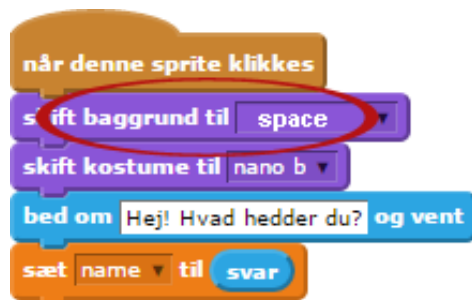 når denne sprite klikkes
skift baggrund til space
skift kostume til nano b
bed om Hej! Hvad hedder du? og vent
sæt name til svar